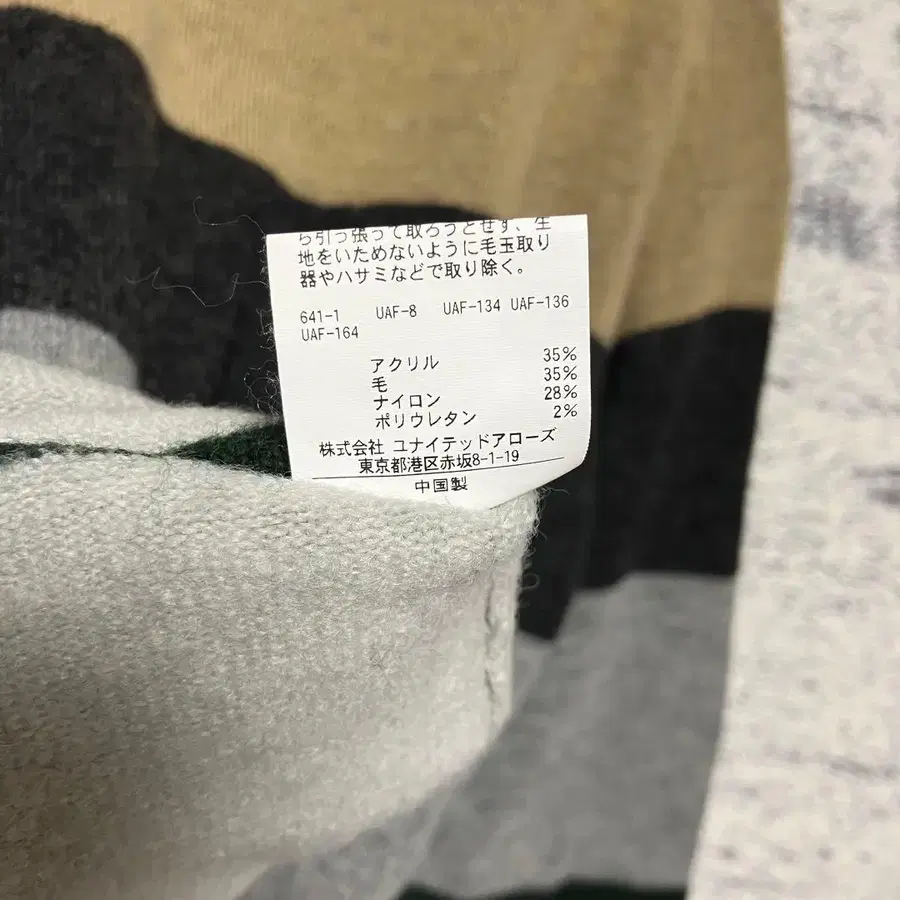 ら引っ張って取ろうとせず、生
地をいためないように毛玉取り
器やハサミなどで取り除く。
641-1 UAF-8 UAF-134 UAF-136
UAF-164
アクリル 35%
毛 35%
ナイロン 28%
ポリウレタン 2%
株式会社 ユナイテッドアローズ
東京都港区赤坂8-1-19
中国製